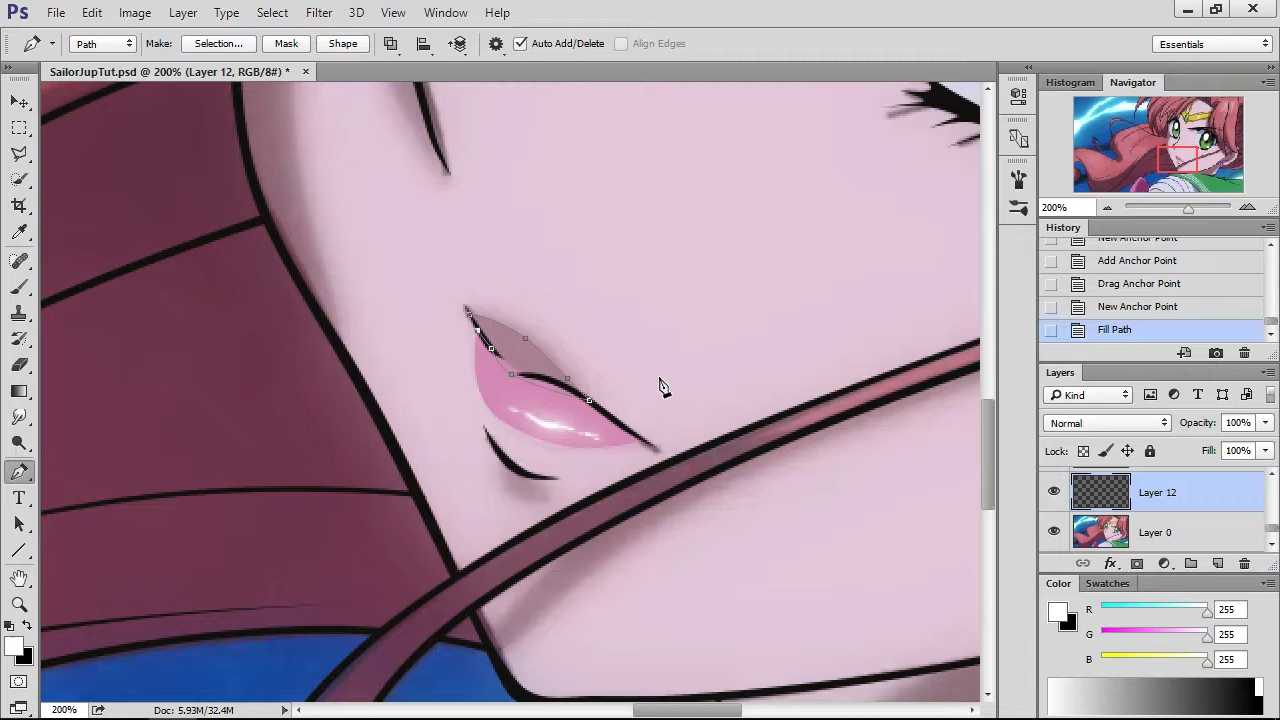 Ps File Edit Image Layer Type Select Filter 3D View Window Help
Path Make: Selection... Mask Shape Auto Add/Delete Align Edges Essentials
SailorJupTut.psd @ 200% (Layer 12, RGB/8#) * ×
Histogram Navigator
200%
History
New Anchor Point
Add Anchor Point
Drag Anchor Point
New Anchor Point
Fill Path
Layers
Kind
Normal Opacity: 100%
Lock: Fill: 100%
Layer 12
Layer 0
fx
Color Swatches
R 255
G 255
B 255
200% Doc: 5.93M/32.4M